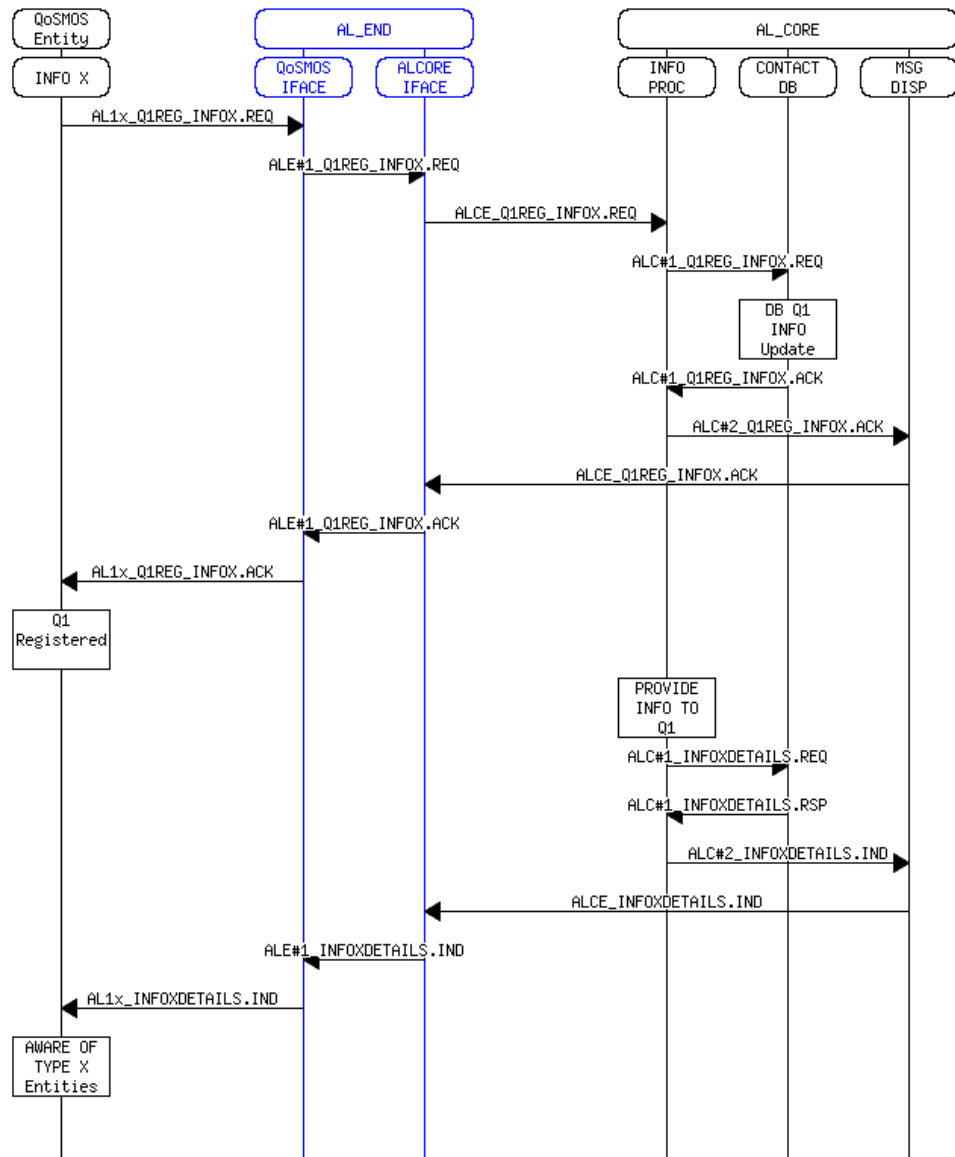 QoSMOS
Entity
AL_END
AL_CORE
INFO X
QoSMOS
IFACE
ALCORE
IFACE
INFO
PROC
CONTACT
DB
MSG
DISP
AL1x_Q1REG_INFOX.REQ
ALE#1_Q1REG_INFOX.REQ
ALCE_Q1REG_INFOX.REQ
ALC#1_Q1REG_INFOX.REQ
DB Q1
INFO
Update
ALC#1_Q1REG_INFOX.ACK
ALC#2_Q1REG_INFOX.ACK
ALCE_Q1REG_INFOX.ACK
ALE#1_Q1REG_INFOX.ACK
AL1x_Q1REG_INFOX.ACK
Q1
Registered
PROVIDE
INFO TO
Q1
ALC#1_INFOXDETAILS.REQ
ALC#1_INFOXDETAILS.RSP
ALC#2_INFOXDETAILS.IND
ALCE_INFOXDETAILS.IND
ALE#1_INFOXDETAILS.IND
AL1x_INFOXDETAILS.IND
AWARE OF
TYPE X
Entities